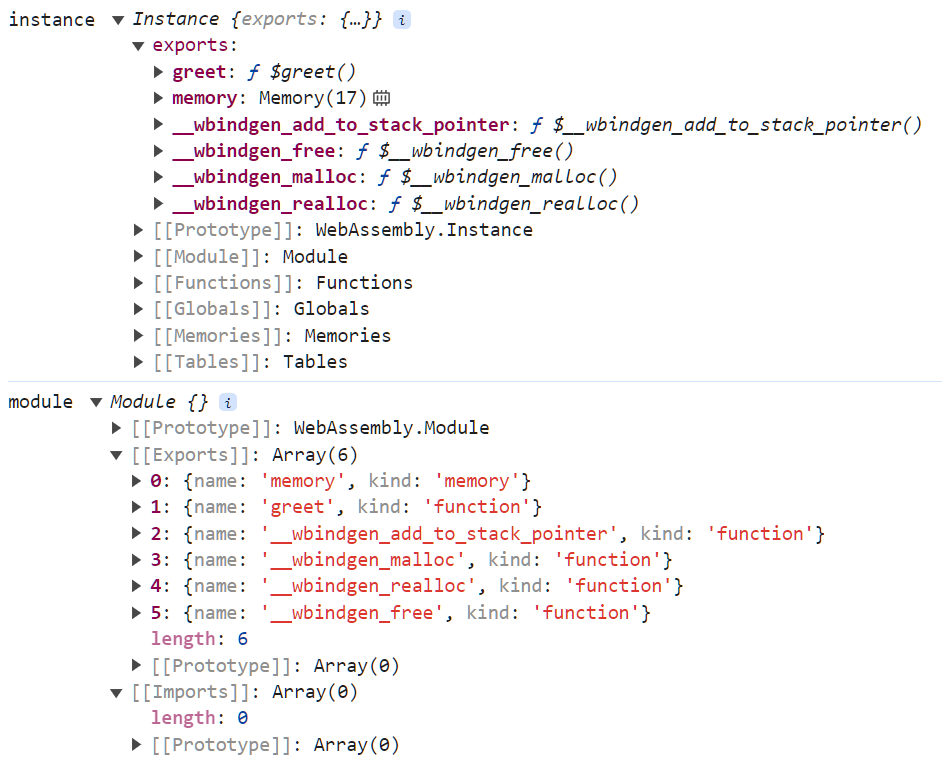 instance ▼ Instance {exports: {…}} i
▼ exports:
▶ greet: ƒ $greet()
▶ memory: Memory(17)
▶ __wbindgen_add_to_stack_pointer: ƒ $__wbindgen_add_to_stack_pointer()
▶ __wbindgen_free: ƒ $__wbindgen_free()
▶ __wbindgen_malloc: ƒ $__wbindgen_malloc()
▶ __wbindgen_realloc: ƒ $__wbindgen_realloc()
▶ [[Prototype]]: WebAssembly.Instance
▶ [[Module]]: Module
▶ [[Functions]]: Functions
▶ [[Globals]]: Globals
▶ [[Memories]]: Memories
▶ [[Tables]]: Tables
module ▼ Module {} i
▶ [[Prototype]]: WebAssembly.Module
▼ [[Exports]]: Array(6)
▶ 0: {name: 'memory', kind: 'memory'}
▶ 1: {name: 'greet', kind: 'function'}
▶ 2: {name: '__wbindgen_add_to_stack_pointer', kind: 'function'}
▶ 3: {name: '__wbindgen_malloc', kind: 'function'}
▶ 4: {name: '__wbindgen_realloc', kind: 'function'}
▶ 5: {name: '__wbindgen_free', kind: 'function'}
length: 6
▶ [[Prototype]]: Array(0)
▼ [[Imports]]: Array(0)
length: 0
▶ [[Prototype]]: Array(0)